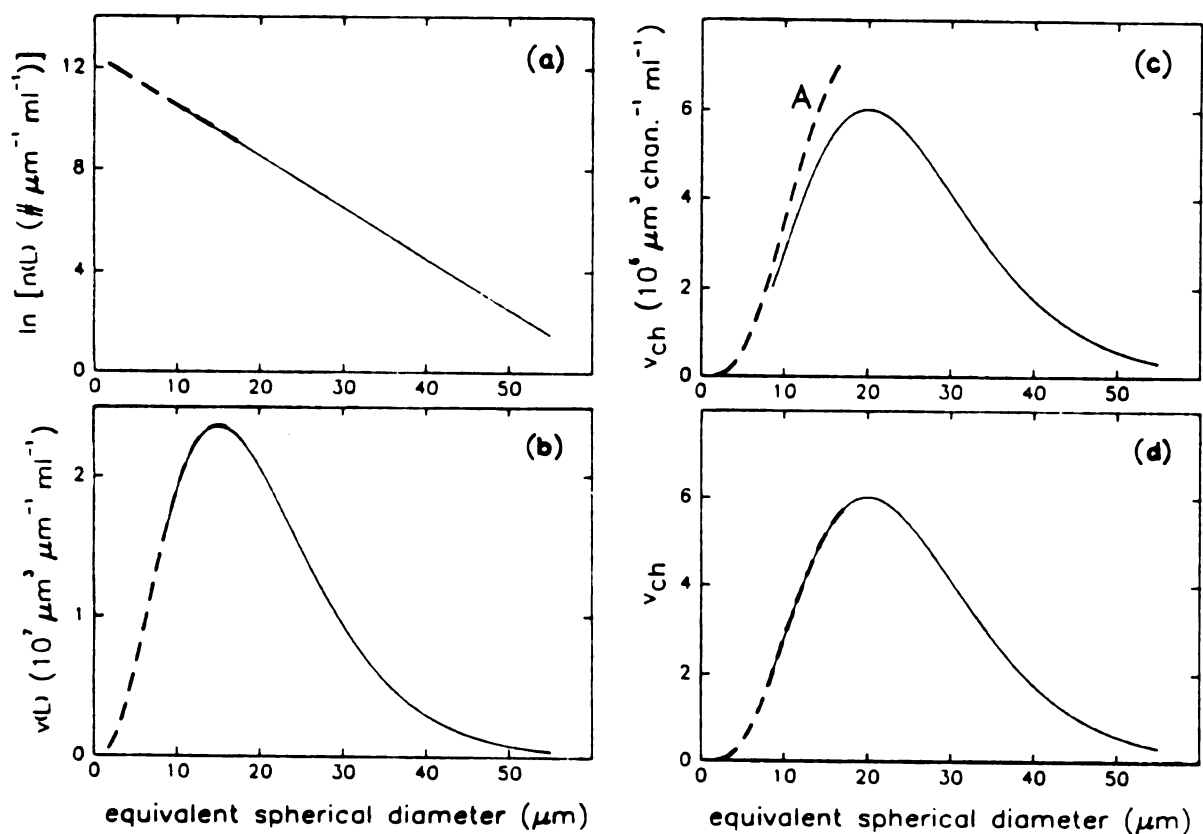 (a)
ln [n(L) (# μm⁻¹ ml⁻¹)]
12
8
4
0
0 10 20 30 40 50
(b)
v(L) (10⁷ μm³ μm⁻¹ ml⁻¹)
2
1
0
0 10 20 30 40 50
equivalent spherical diameter (μm)
(c)
A
v_ch (10⁶ μm³ chan.⁻¹ ml⁻¹)
6
4
2
0
0 10 20 30 40 50
(d)
v_ch
6
4
2
0
0 10 20 30 40 50
equivalent spherical diameter (μm)